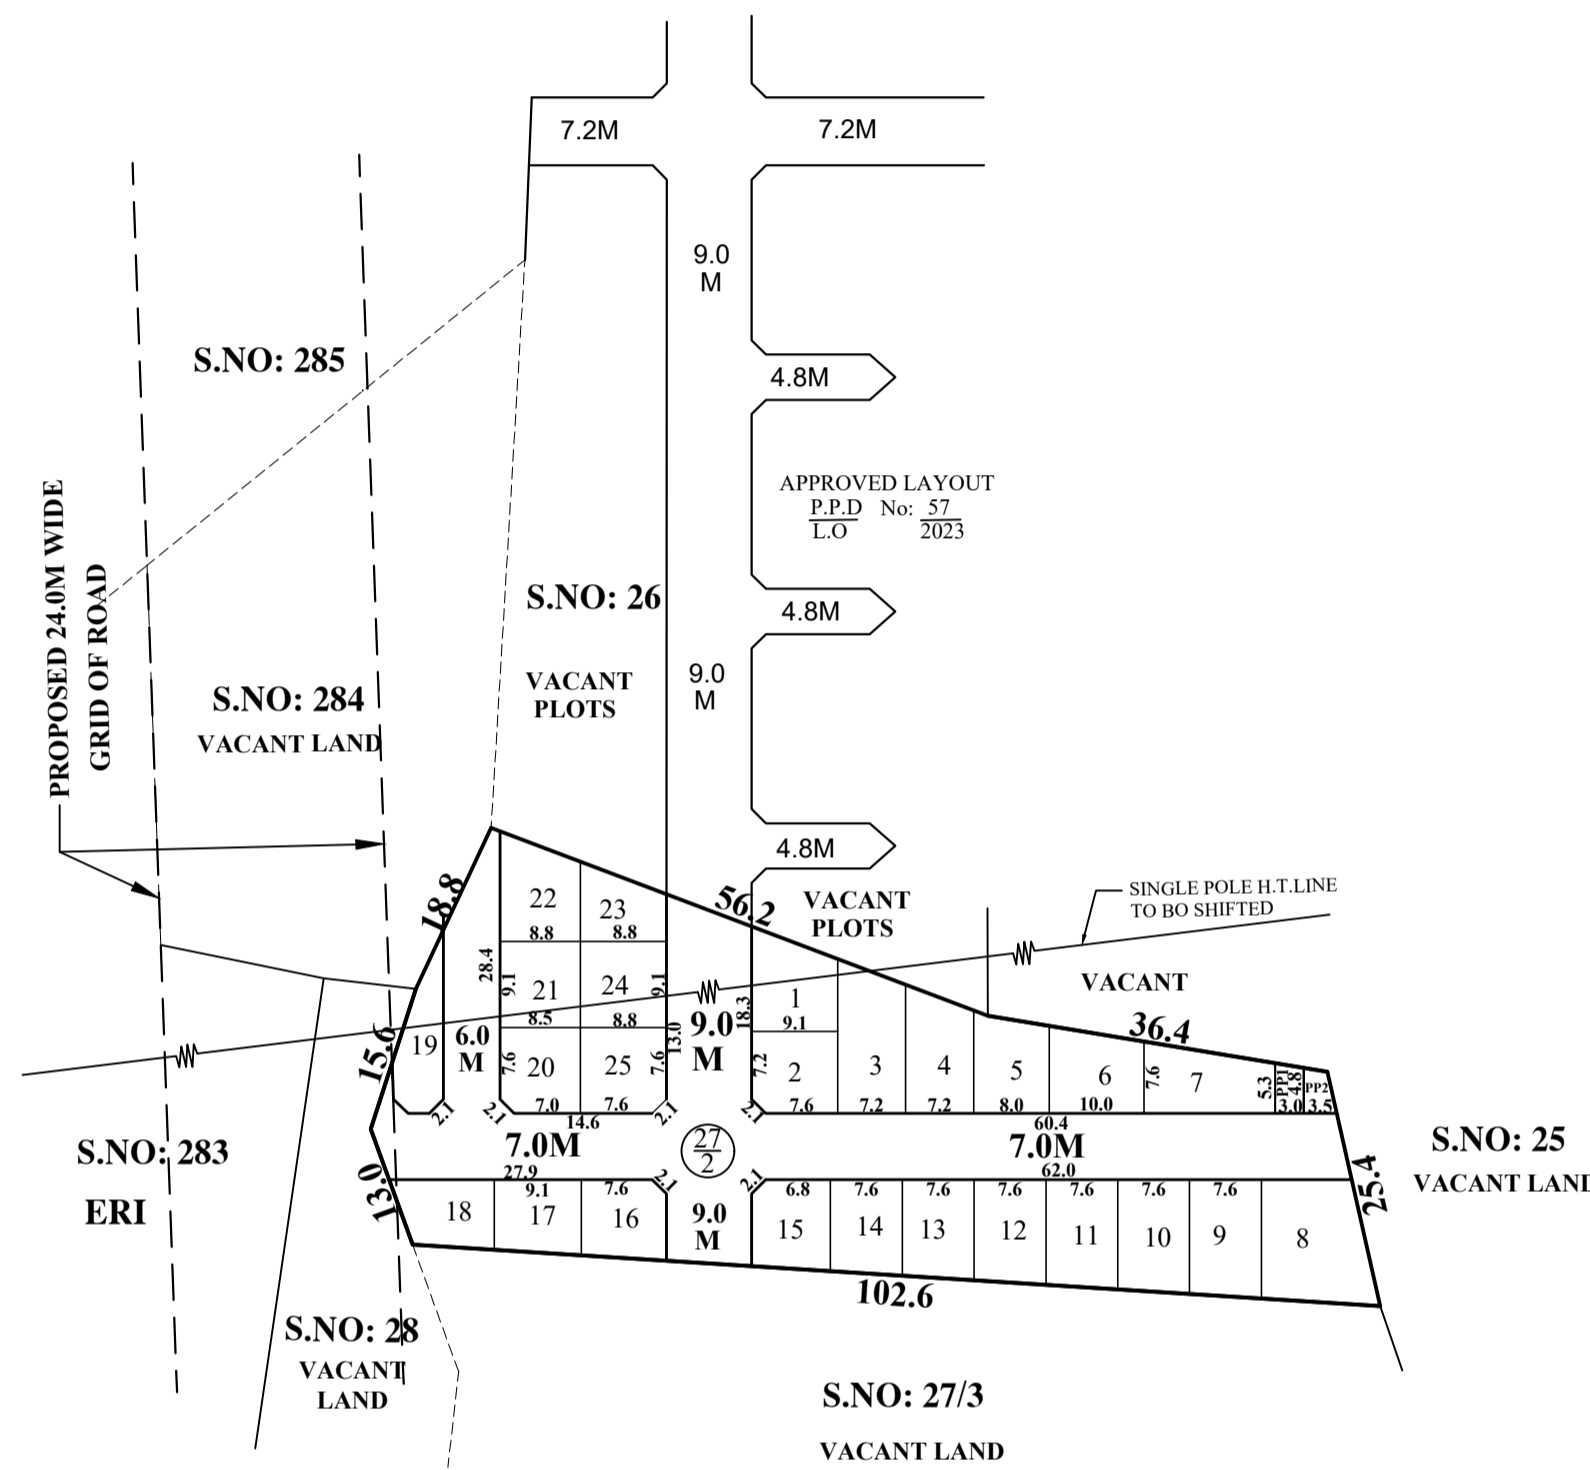 7.2M
7.2M
9.0
M
S.NO: 285
4.8M
APPROVED LAYOUT
P.P.D No: 57
L.O 2023
PROPOSED 24.0M WIDE
GRID OF ROAD
S.NO: 26
4.8M
S.NO: 284
VACANT LAND
VACANT
PLOTS
9.0
M
4.8M
18.8
56.2
VACANT
PLOTS
SINGLE POLE H.T.LINE
TO BO SHIFTED
22
23
8.8
8.8
28.4
9.1
21
24
9.1
8.5
8.8
18.3
1
9.1
VACANT
36.4
15.6
19
6.0
M
7.6
20
25
7.6
13.0
9.0
M
7.2
2
3
4
5
6
7.6
7
5.3
PP1
4.8
PP2
2.1
2.1
7.0
7.6
2.1
2.1
7.6
7.2
7.2
8.0
10.0
3.0
3.5
14.6
60.4
7.0M
27
2
7.0M
S.NO: 25
VACANT LAND
S.NO: 283
ERI
13.0
27.9
2.1
2.1
62.0
25.4
9.1
7.6
6.8
7.6
7.6
7.6
7.6
7.6
7.6
18
17
16
9.0
M
15
14
13
12
11
10
9
8
102.6
S.NO: 28
VACANT
LAND
S.NO: 27/3
VACANT LAND